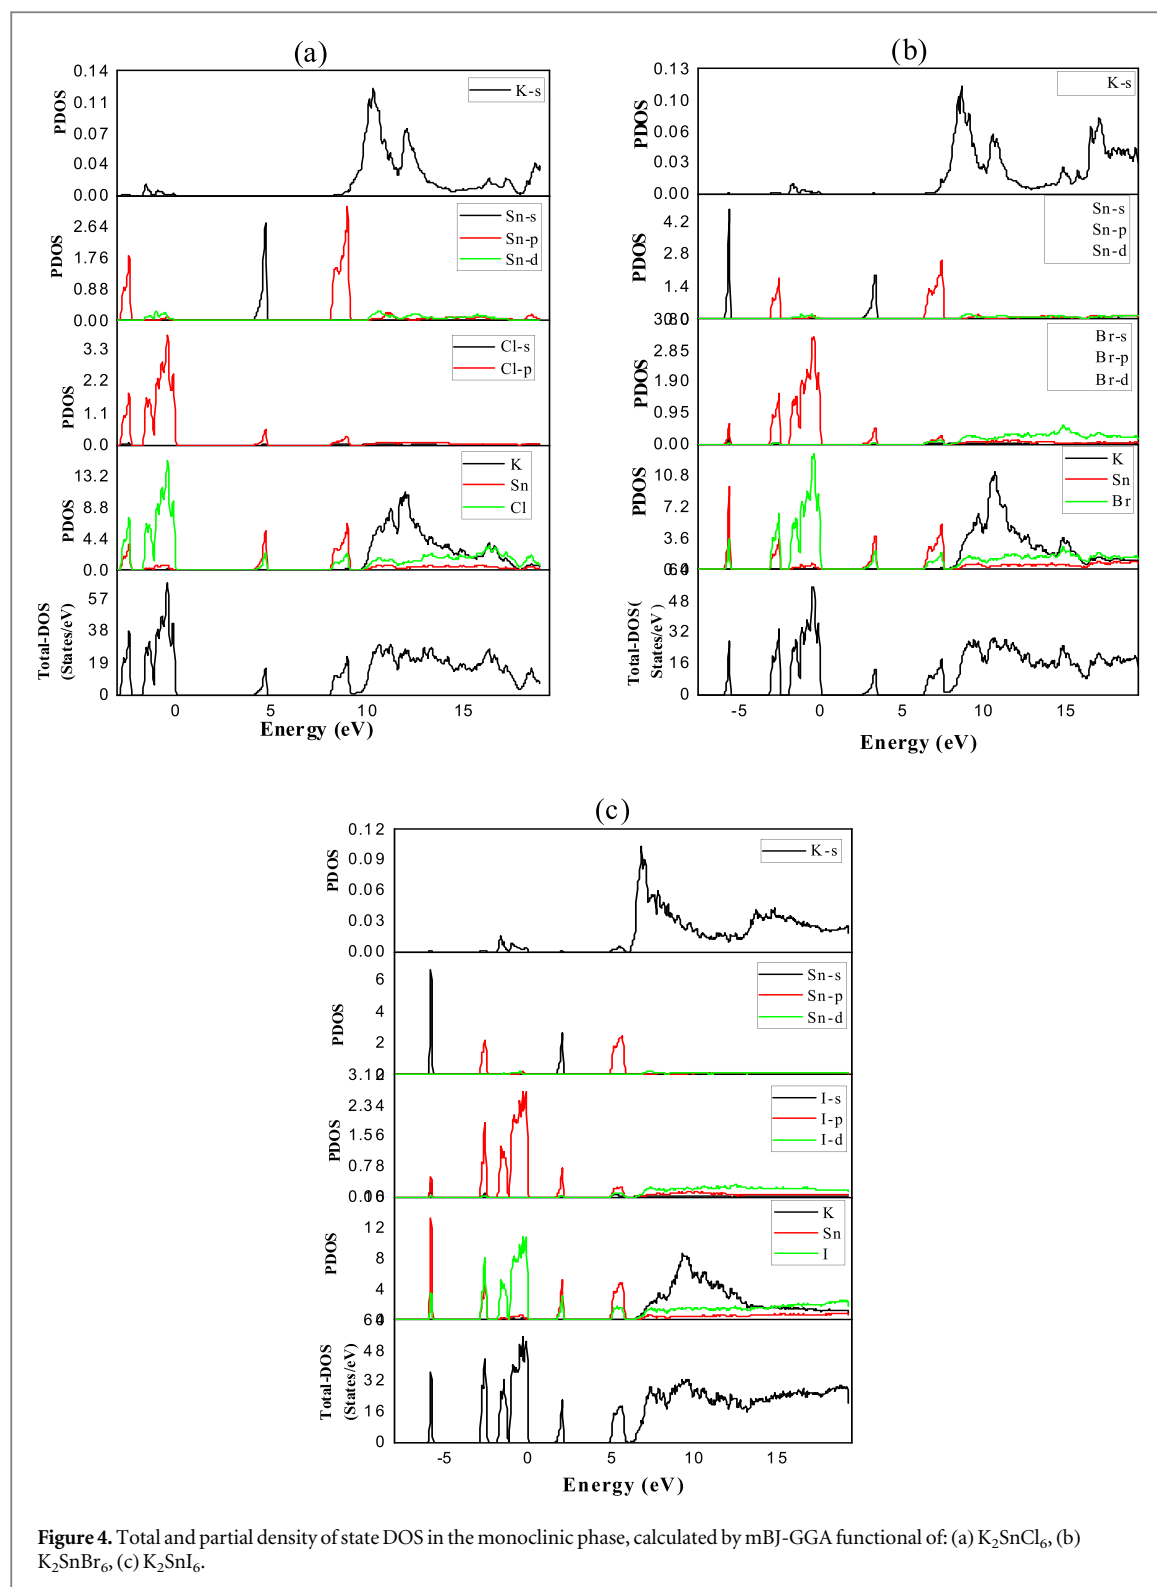 (a)
0.14
0.11
0.07
0.04
0.00
PDOS
K-s
2.64
1.76
0.88
0.00
PDOS
Sn-s
Sn-p
Sn-d
3.3
2.2
1.1
0.0
PDOS
Cl-s
Cl-p
13.2
8.8
4.4
0.0
PDOS
K
Sn
Cl
57
38
19
0
Total-DOS
(States/eV)
0 5 10 15
Energy (eV)
(b)
0.13
0.10
0.06
0.03
0.00
PDOS
K-s
4.2
2.8
1.4
PDOS
Sn-s
Sn-p
Sn-d
2.85
1.90
0.95
0.00
PDOS
Br-s
Br-p
Br-d
10.8
7.2
3.6
PDOS
K
Sn
Br
48
32
16
0
Total-DOS(
States/eV)
-5 0 5 10 15
Energy (eV)
(c)
0.12
0.09
0.06
0.03
0.00
PDOS
K-s
6
4
2
PDOS
Sn-s
Sn-p
Sn-d
2.34
1.56
0.78
PDOS
I-s
I-p
I-d
12
8
4
PDOS
K
Sn
I
48
32
16
0
Total-DOS
(States/eV)
-5 0 5 10 15
Energy (eV)
Figure 4. Total and partial density of state DOS in the monoclinic phase, calculated by mBJ-GGA functional of: (a) K₂SnCl₆, (b)
K₂SnBr₆, (c) K₂SnI₆.